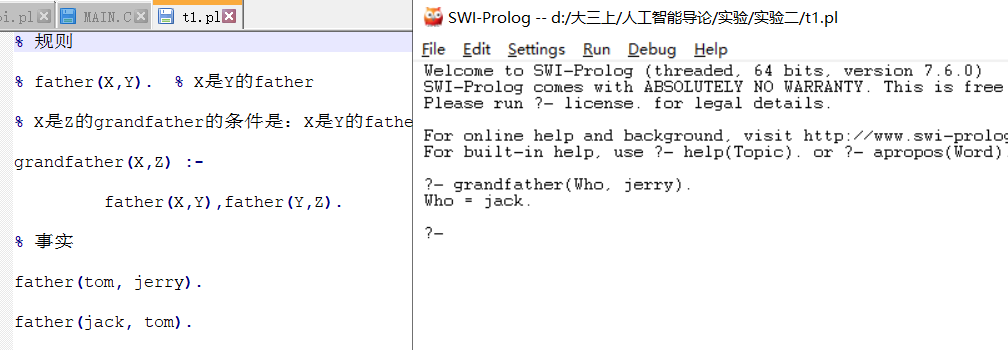 oi.pl MAIN.C t1.pl
% 规则
% father(X,Y). % X是Y的father
% X是Z的grandfather的条件是：X是Y的fathe
grandfather(X,Z) :-
father(X,Y),father(Y,Z).
% 事实
father(tom, jerry).
father(jack, tom).
SWI-Prolog -- d:/大三上/人工智能导论/实验/实验二/t1.pl
File Edit Settings Run Debug Help
Welcome to SWI-Prolog (threaded, 64 bits, version 7.6.0)
SWI-Prolog comes with ABSOLUTELY NO WARRANTY. This is free
Please run ?- license. for legal details.
For online help and background, visit http://www.swi-prolog
For built-in help, use ?- help(Topic). or ?- apropos(Word)
?- grandfather(Who, jerry).
Who = jack.
?-